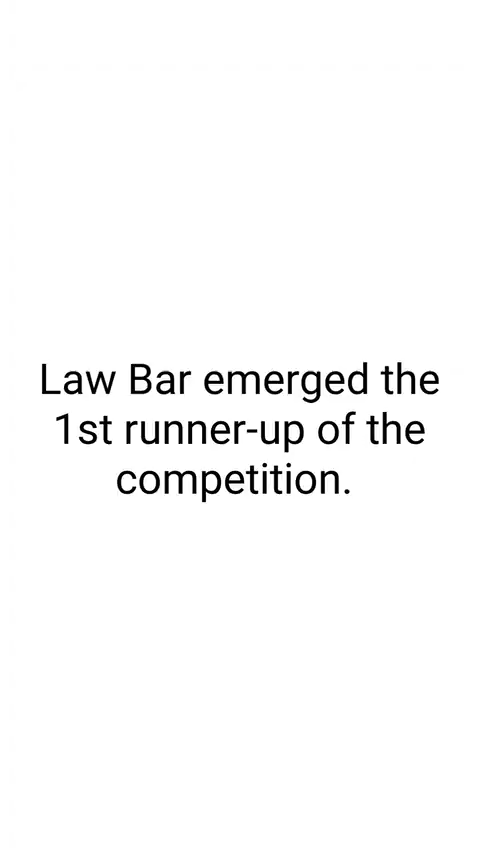 Law Bar emerged the
1st runner-up of the
competition.